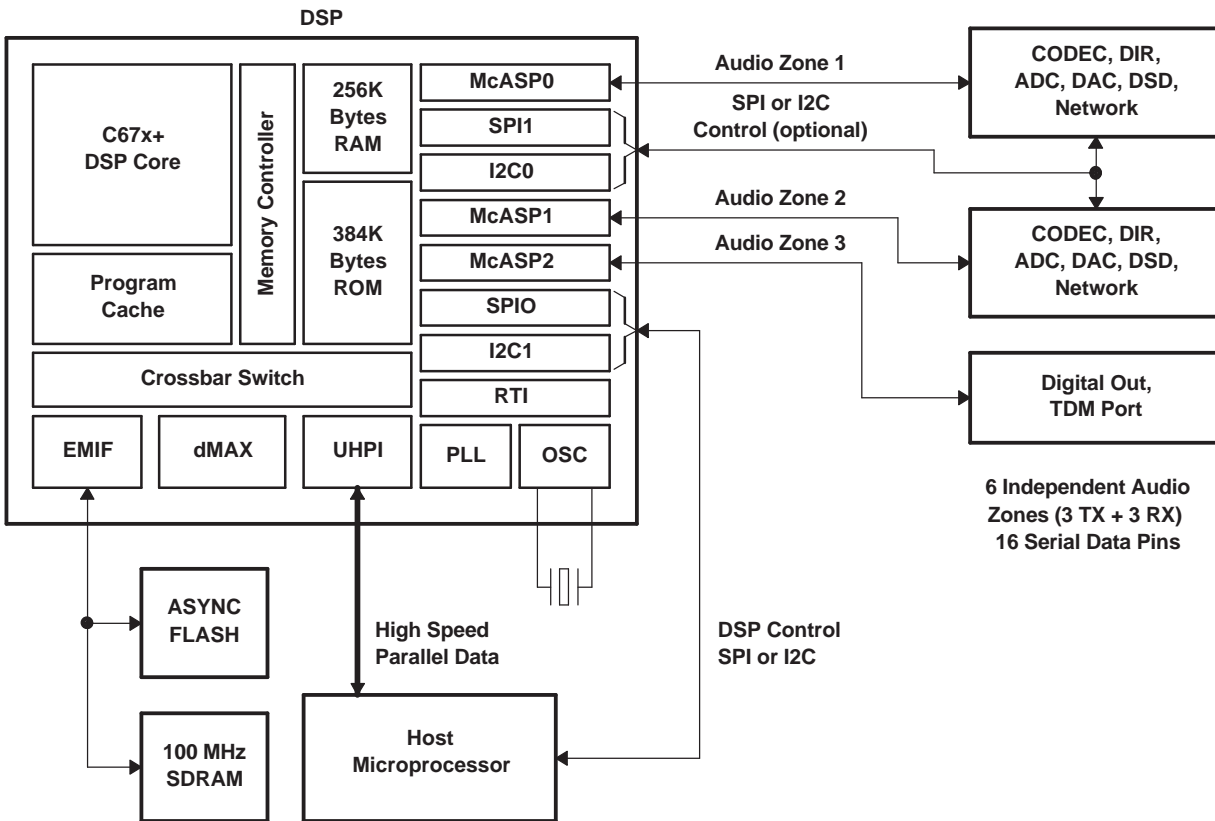 DSP
C67x+
DSP Core
Program
Cache
Memory Controller
256K
Bytes
RAM
384K
Bytes
ROM
Crossbar Switch
EMIF
dMAX
UHPI
McASP0
SPI1
I2C0
McASP1
McASP2
SPIO
I2C1
RTI
PLL
OSC
Audio Zone 1
SPI or I2C
Control (optional)
Audio Zone 2
Audio Zone 3
CODEC, DIR,
ADC, DAC, DSD,
Network
CODEC, DIR,
ADC, DAC, DSD,
Network
Digital Out,
TDM Port
6 Independent Audio
Zones (3 TX + 3 RX)
16 Serial Data Pins
ASYNC
FLASH
100 MHz
SDRAM
High Speed
Parallel Data
Host
Microprocessor
DSP Control
SPI or I2C